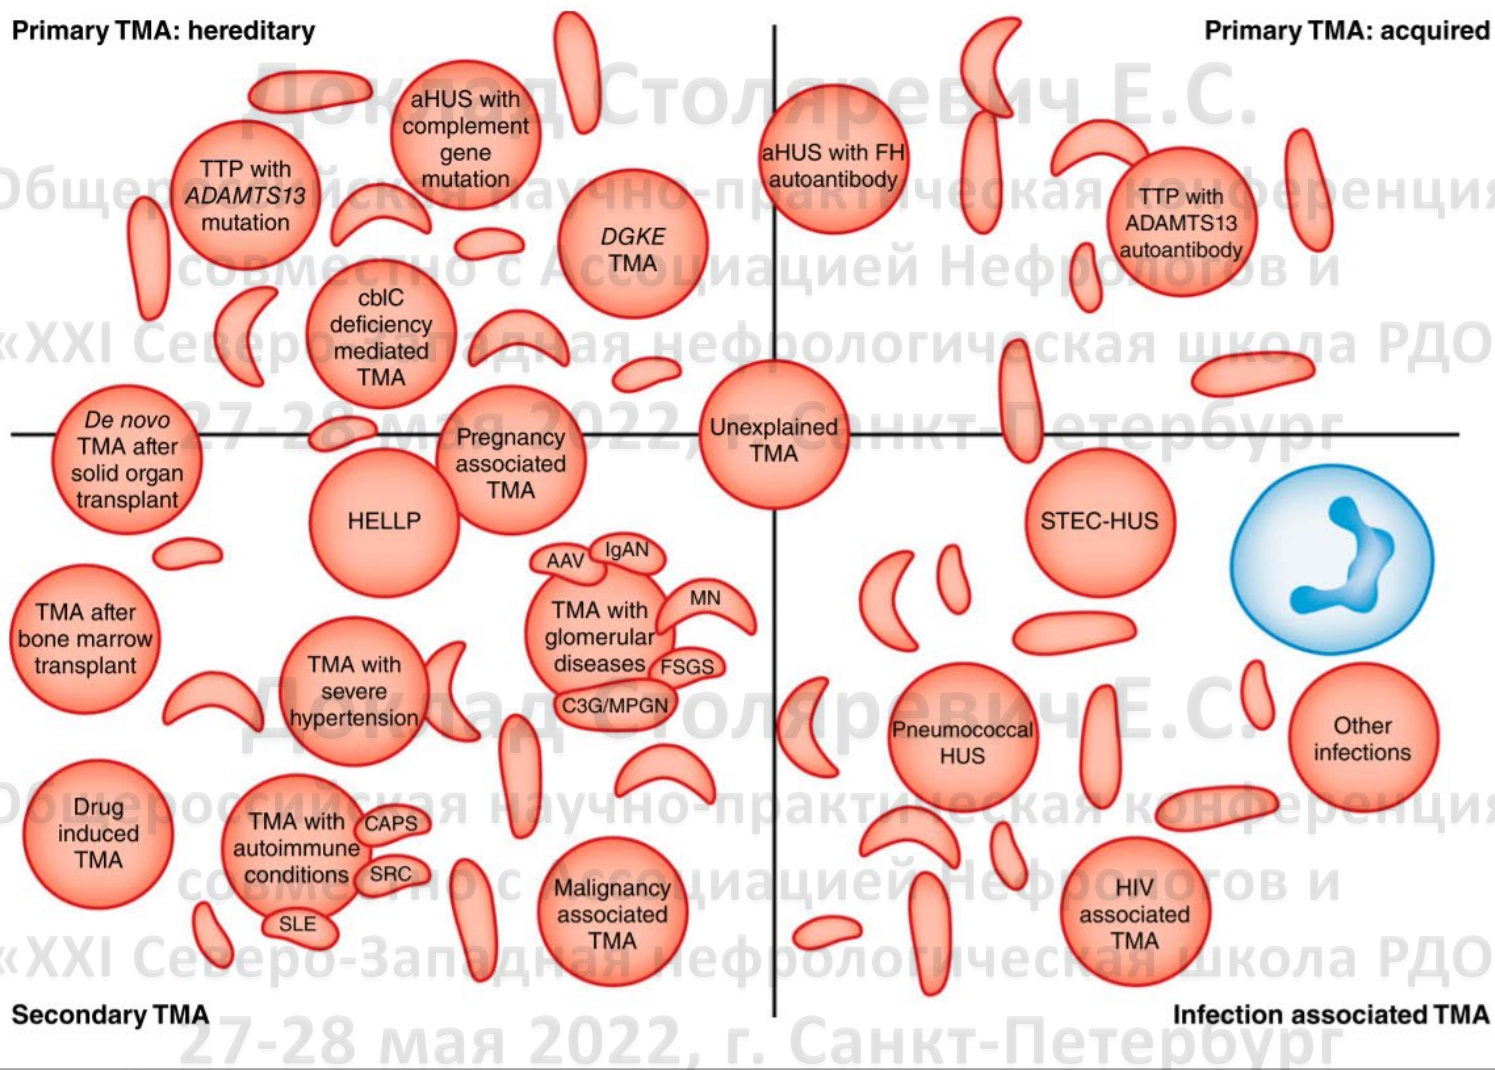 Primary TMA: hereditary
Primary TMA: acquired
aHUS with
complement
gene
mutation
TTP with
ADAMTS13
mutation
DGKE
TMA
cblC
deficiency
mediated
TMA
aHUS with FH
autoantibody
TTP with
ADAMTS13
autoantibody
Unexplained
TMA
De novo
TMA after
solid organ
transplant
Pregnancy
associated
TMA
HELLP
TMA after
bone marrow
transplant
TMA with
severe
hypertension
AAV
IgAN
MN
TMA with
glomerular
diseases
FSGS
C3G/MPGN
Drug
induced
TMA
TMA with
autoimmune
conditions
CAPS
SRC
SLE
Malignancy
associated
TMA
STEC-HUS
Pneumococcal
HUS
Other
infections
HIV
associated
TMA
Secondary TMA
Infection associated TMA
Доклад Столяревич Е.С.
Общероссийская научно-практическая конференция
совместно с Ассоциацией Нефрологов и
«XXI Северо-Западная нефрологическая школа РДО
27-28 мая 2022, г. Санкт-Петербург
Доклад Столяревич Е.С.
Общероссийская научно-практическая конференция
совместно с Ассоциацией Нефрологов и
«XXI Северо-Западная нефрологическая школа РДО
27-28 мая 2022, г. Санкт-Петербург